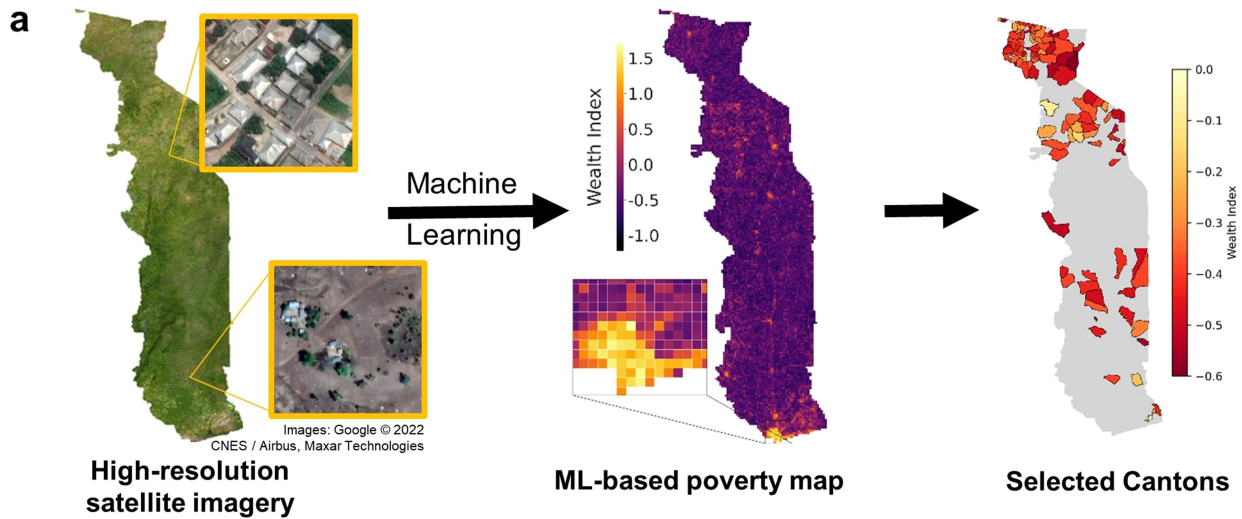 a
Machine
Learning
Images: Google © 2022
CNES / Airbus, Maxar Technologies
High-resolution
satellite imagery
Wealth Index
1.5
1.0
0.5
0.0
-0.5
-1.0
ML-based poverty map
0.0
−0.1
−0.2
−0.3
−0.4
−0.5
−0.6
Wealth Index
Selected Cantons